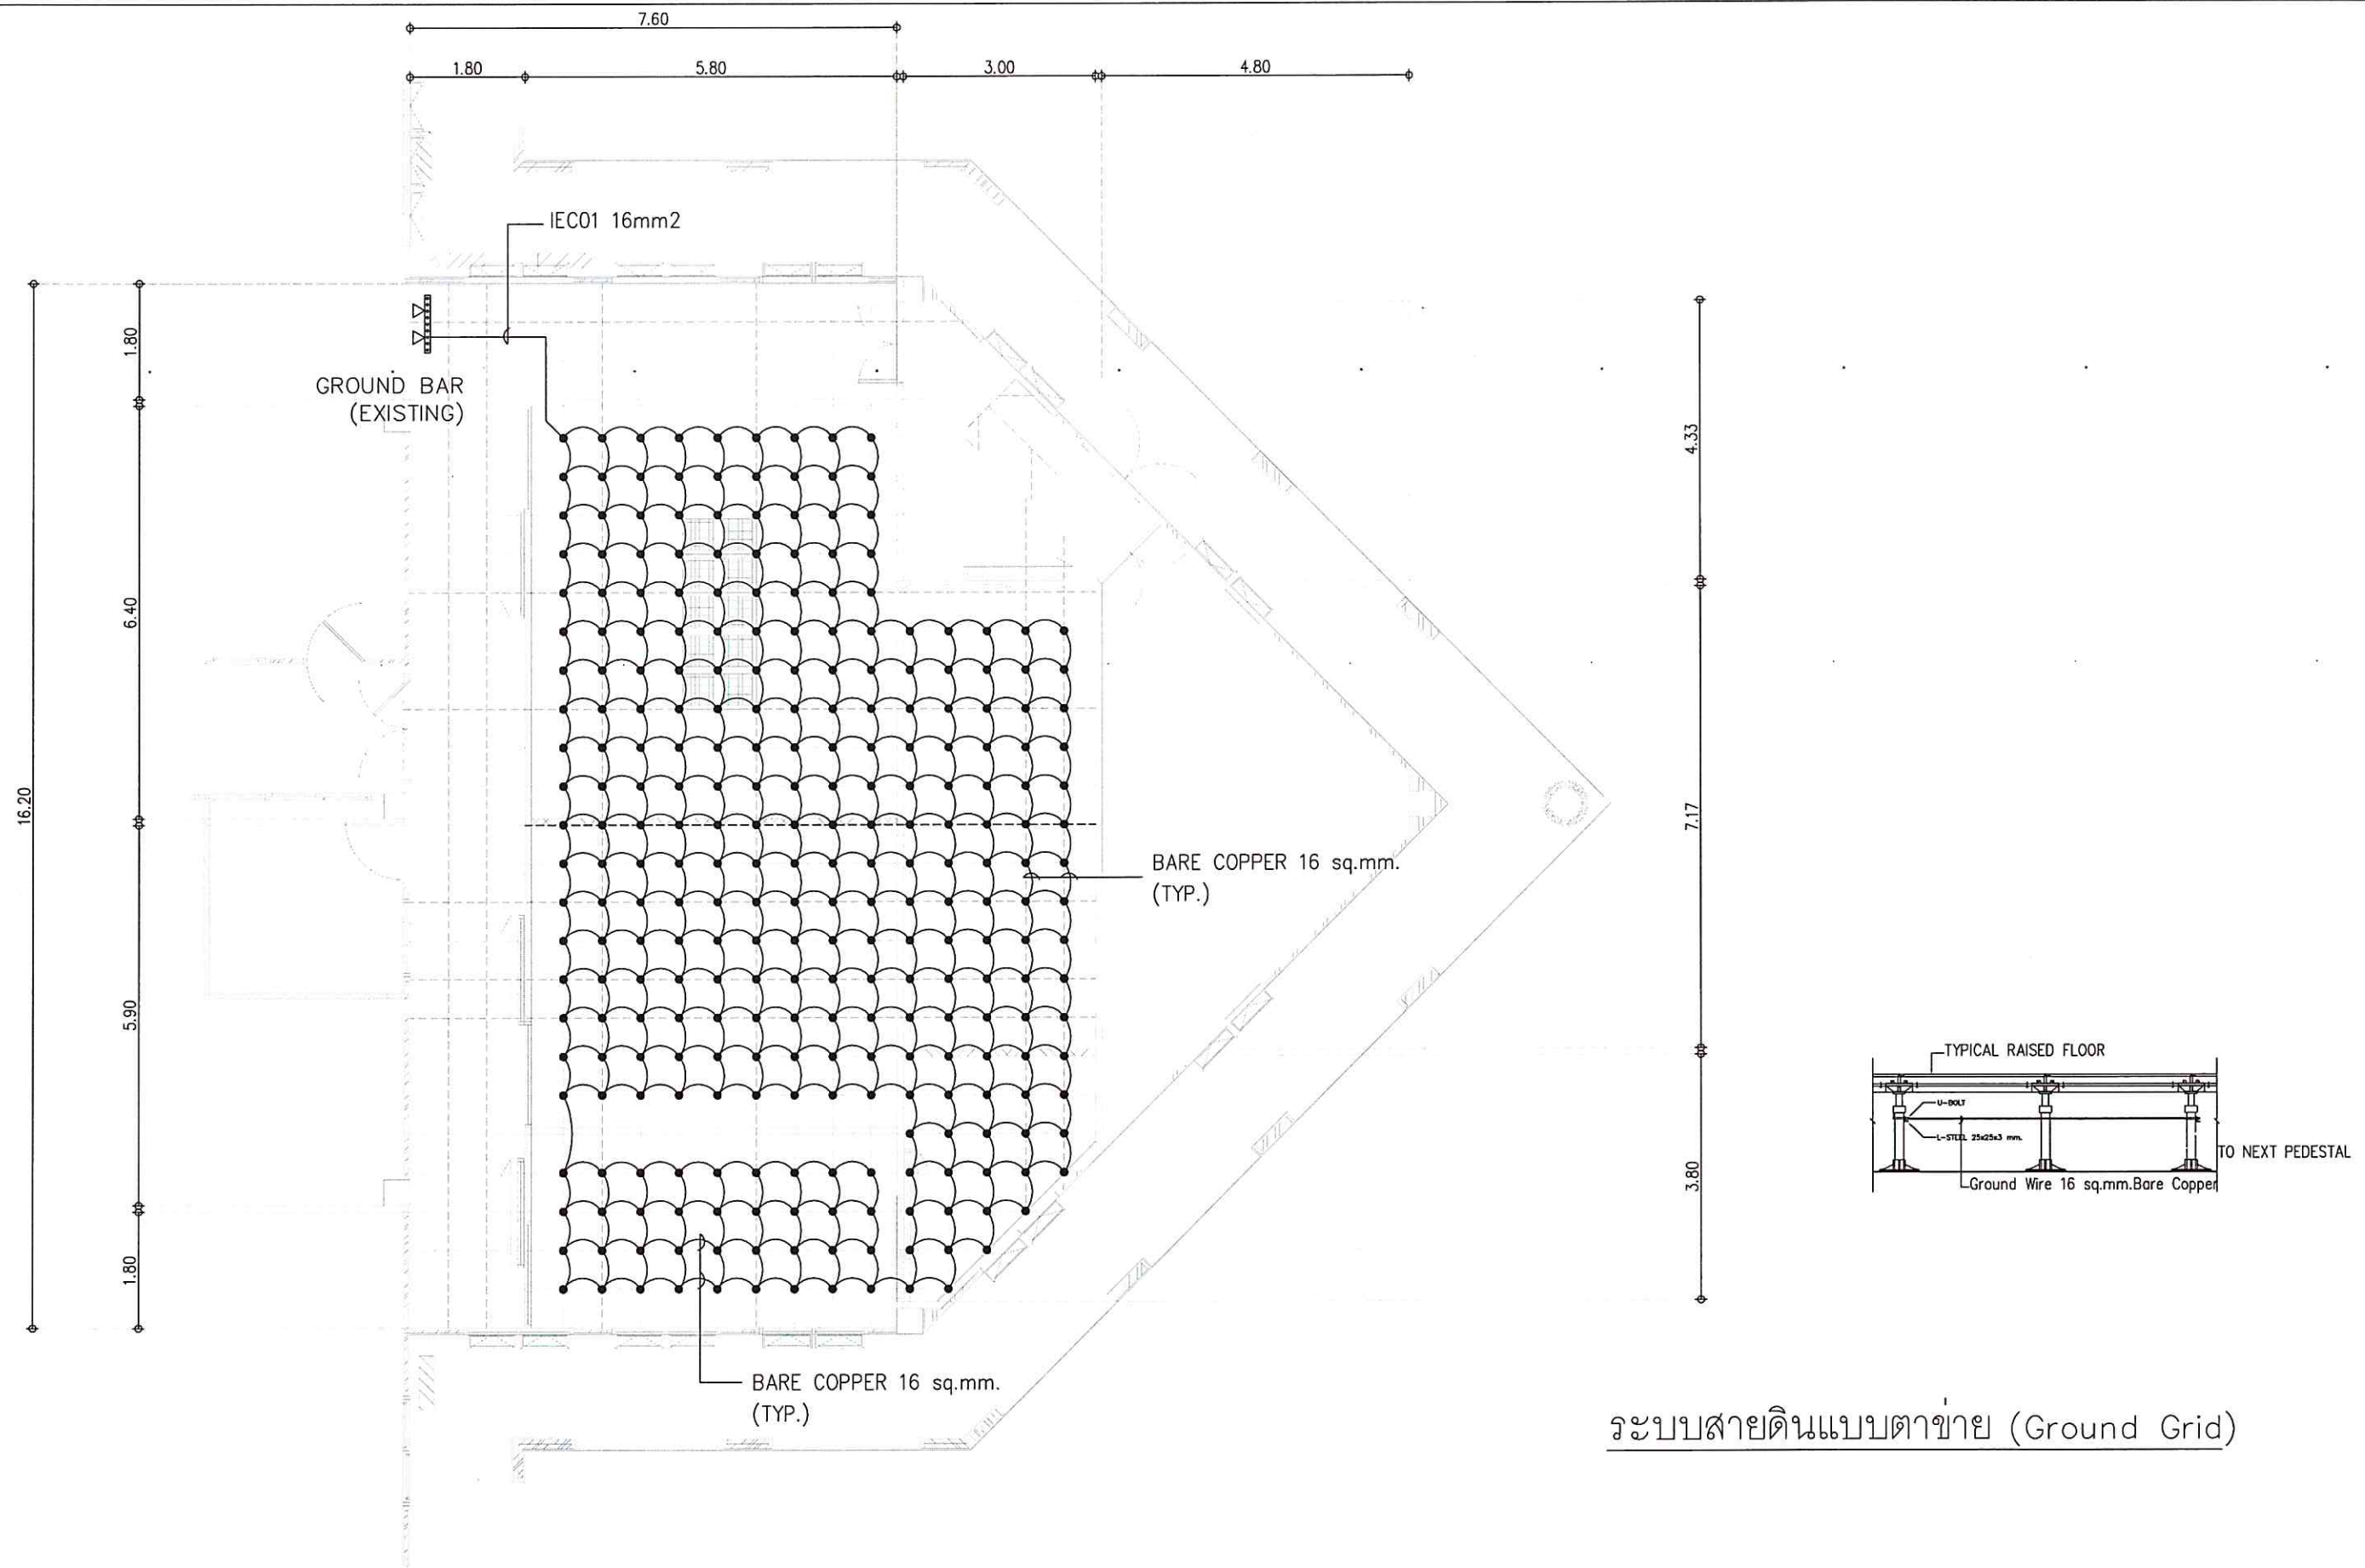 7.60
1.80
5.80
3.00
4.80
IEC01 16mm2
GROUND BAR
(EXISTING)
1.80
6.40
16.20
5.90
1.80
4.33
7.17
3.80
BARE COPPER 16 sq.mm.
(TYP.)
BARE COPPER 16 sq.mm.
(TYP.)
TYPICAL RAISED FLOOR
U-BOLT
L-STEEL 25x25x3 mm.
TO NEXT PEDESTAL
Ground Wire 16 sq.mm.Bare Copper
ระบบสายดินแบบตาข่าย (Ground Grid)